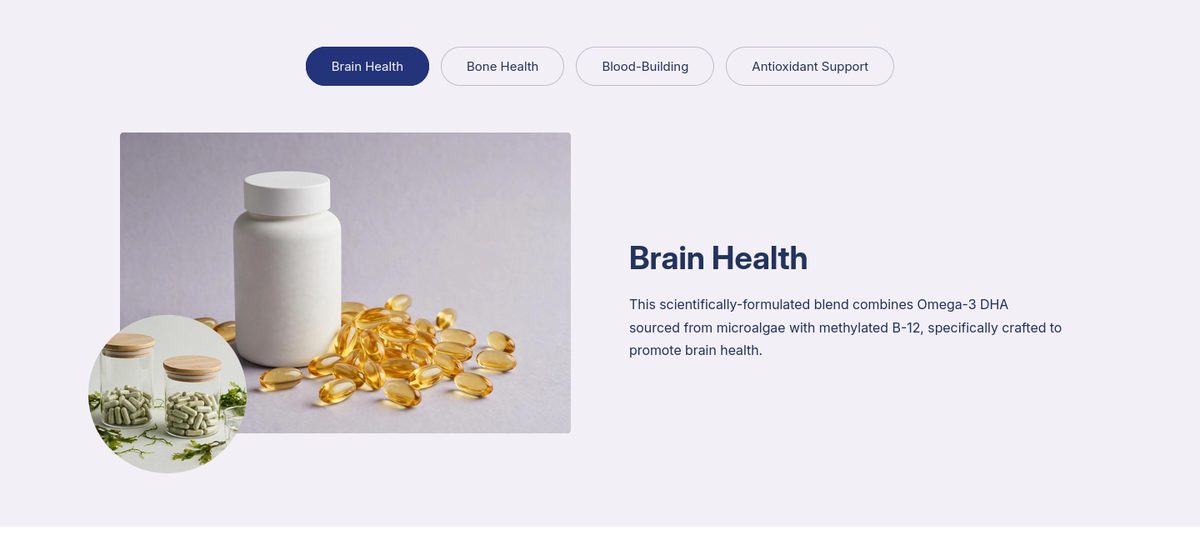 Brain Health
Bone Health
Blood-Building
Antioxidant Support
Brain Health
This scientifically-formulated blend combines Omega-3 DHA
sourced from microalgae with methylated B-12, specifically crafted to
promote brain health.